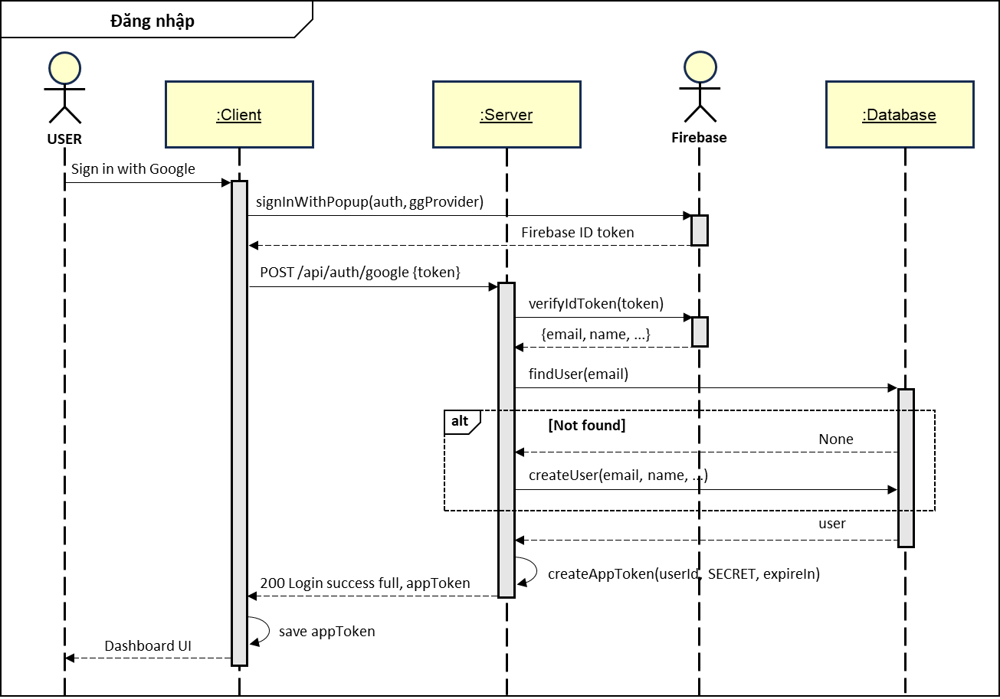 Đăng nhập
USER
:Client
:Server
Firebase
:Database
Sign in with Google
signInWithPopup(auth, ggProvider)
Firebase ID token
POST /api/auth/google {token}
verifyIdToken(token)
{email, name, ...}
findUser(email)
alt
[Not found]
None
createUser(email, name, ...)
user
createAppToken(userId, SECRET, expireIn)
200 Login success full, appToken
save appToken
Dashboard UI